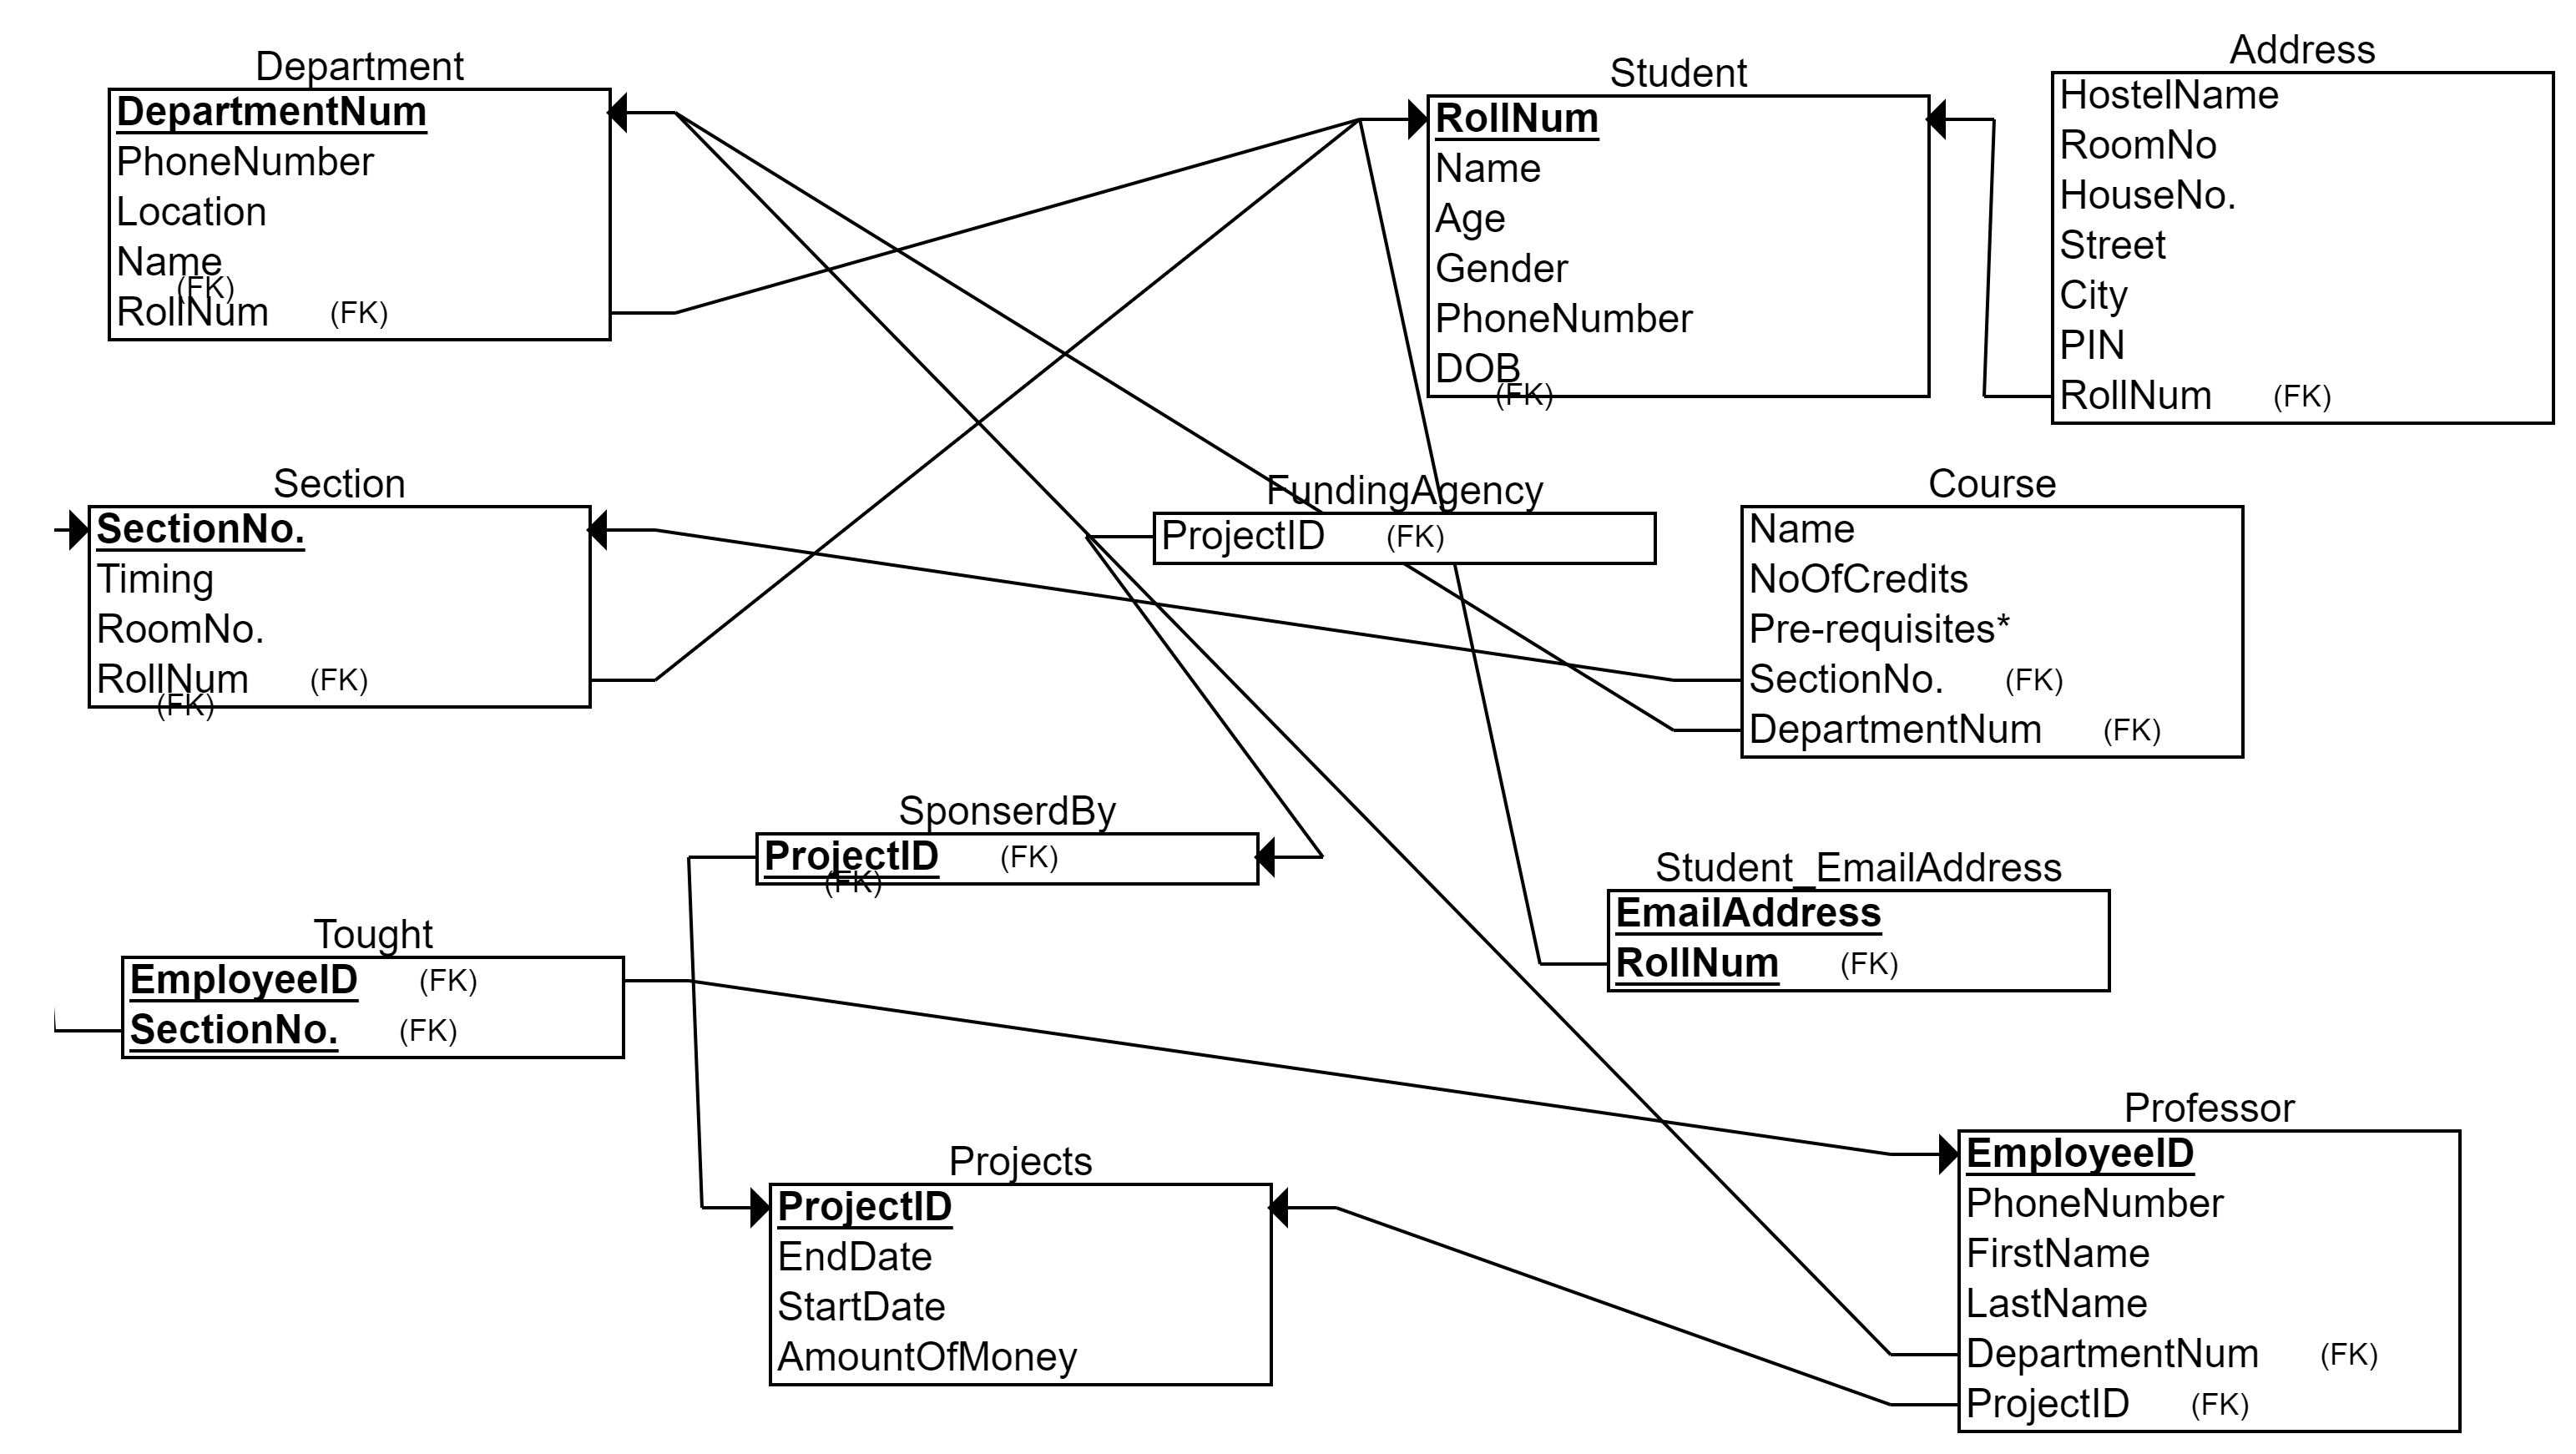 Department
DepartmentNum
PhoneNumber
Location
Name
(FK)
RollNum (FK)
Student
RollNum
Name
Age
Gender
PhoneNumber
DOB
(FK)
Address
HostelName
RoomNo
HouseNo.
Street
City
PIN
RollNum (FK)
Section
SectionNo.
Timing
RoomNo.
RollNum (FK)
(FK)
FundingAgency
ProjectID (FK)
Course
Name
NoOfCredits
Pre-requisites*
SectionNo. (FK)
DepartmentNum (FK)
SponserdBy
ProjectID (FK)
(FK)
Student_EmailAddress
EmailAddress
RollNum (FK)
Tought
EmployeeID (FK)
SectionNo. (FK)
Projects
ProjectID
EndDate
StartDate
AmountOfMoney
Professor
EmployeeID
PhoneNumber
FirstName
LastName
DepartmentNum (FK)
ProjectID (FK)